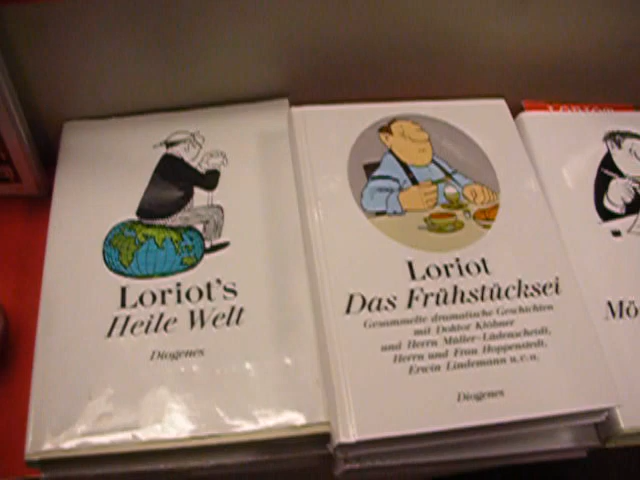 Loriot's
Heile Welt
Diogenes
Loriot
Das Frühstücksei
Gesammelte dramatische Geschichten
mit Doktor Klöbner
und Herrn Müller-Lüdenscheidt,
Herrn und Frau Hoppenstedt,
Erwin Lindemann u.v.a.
Diogenes
LORIOT
Mö